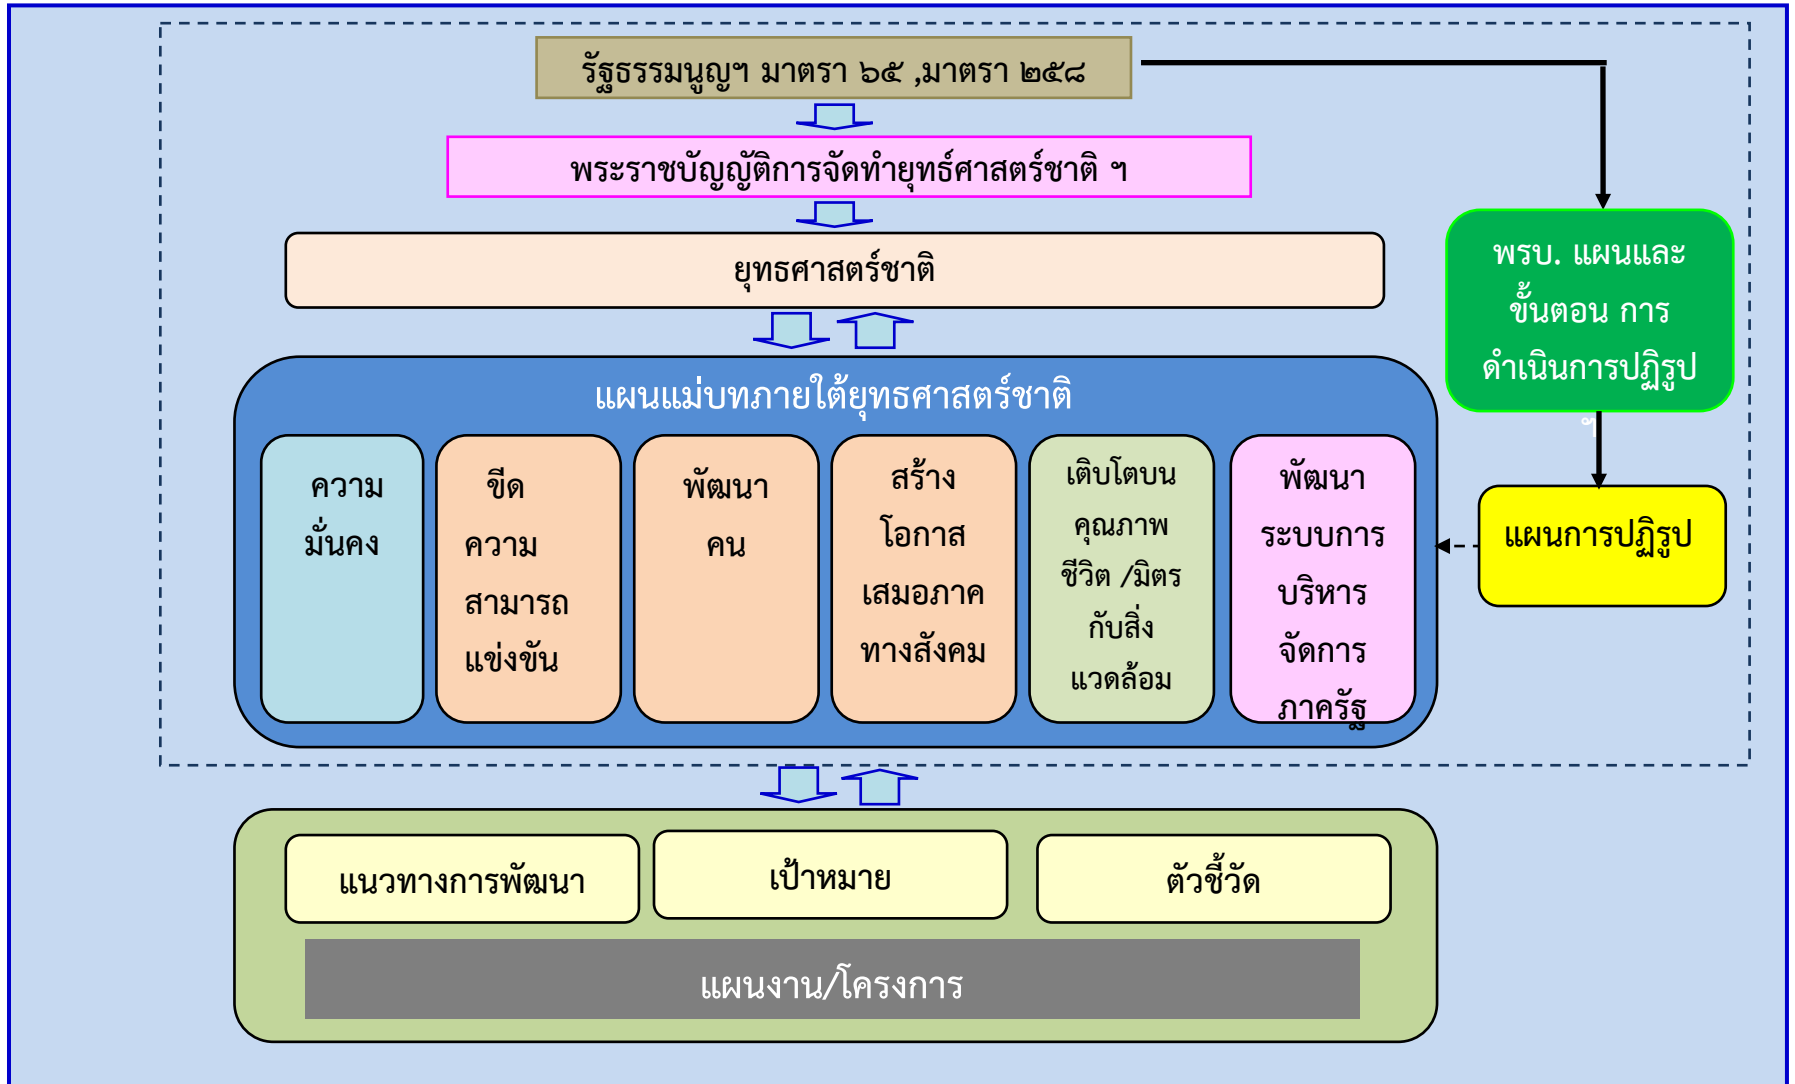 รัฐธรรมนูญฯ มาตรา ๖๕ ,มาตรา ๒๕๘
พระราชบัญญัติการจัดทำยุทธ์ศาสตร์ชาติ ฯ
ยุทธศาสตร์ชาติ
พรบ. แผนและ
ขั้นตอน การ
ดำเนินการปฏิรูป
ฯ
แผนแม่บทภายใต้ยุทธศาสตร์ชาติ
ความ
มั่นคง
ขีด
ความ
สามารถ
แข่งขัน
พัฒนา
คน
สร้าง
โอกาส
เสมอภาค
ทางสังคม
เติบโตบน
คุณภาพ
ชีวิต /มิตร
กับสิ่ง
แวดล้อม
พัฒนา
ระบบการ
บริหาร
จัดการ
ภาครัฐ
แผนการปฏิรูป
แนวทางการพัฒนา
เป้าหมาย
ตัวชี้วัด
แผนงาน/โครงการ